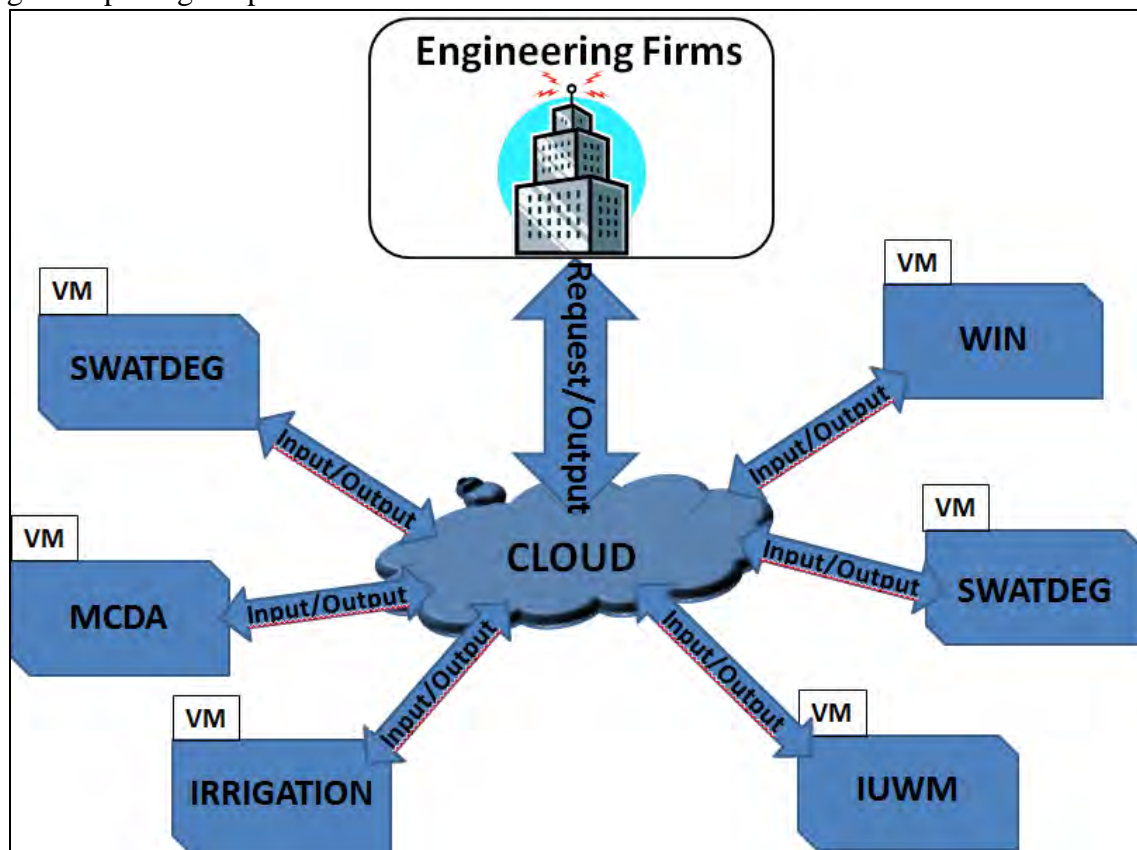 Engineering Firms
Request/Output
VM
SWATDEG
Input/Output
VM
WIN
Input/Output
CLOUD
VM
MCDA
Input/Output
VM
SWATDEG
Input/Output
VM
IRRIGATION
Input/Output
VM
IUWM
Input/Output